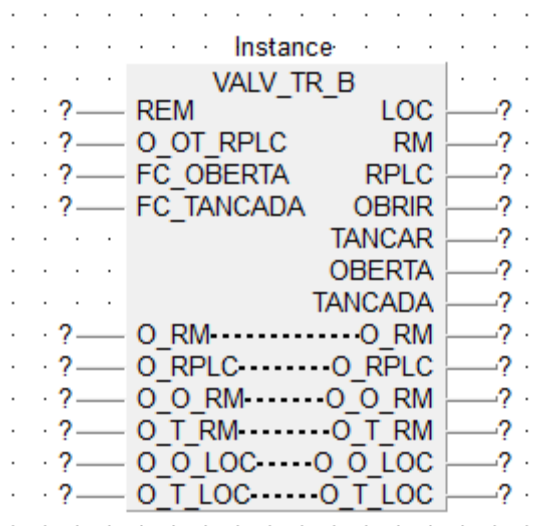 Instance
VALV_TR_B
? REM LOC ?
? O_OT_RPLC RM ?
? FC_OBERTA RPLC ?
? FC_TANCADA OBRIR ?
TANCAR ?
OBERTA ?
TANCADA ?
? O_RM O_RM ?
? O_RPLC O_RPLC ?
? O_O_RM O_O_RM ?
? O_T_RM O_T_RM ?
? O_O_LOC O_O_LOC ?
? O_T_LOC O_T_LOC ?